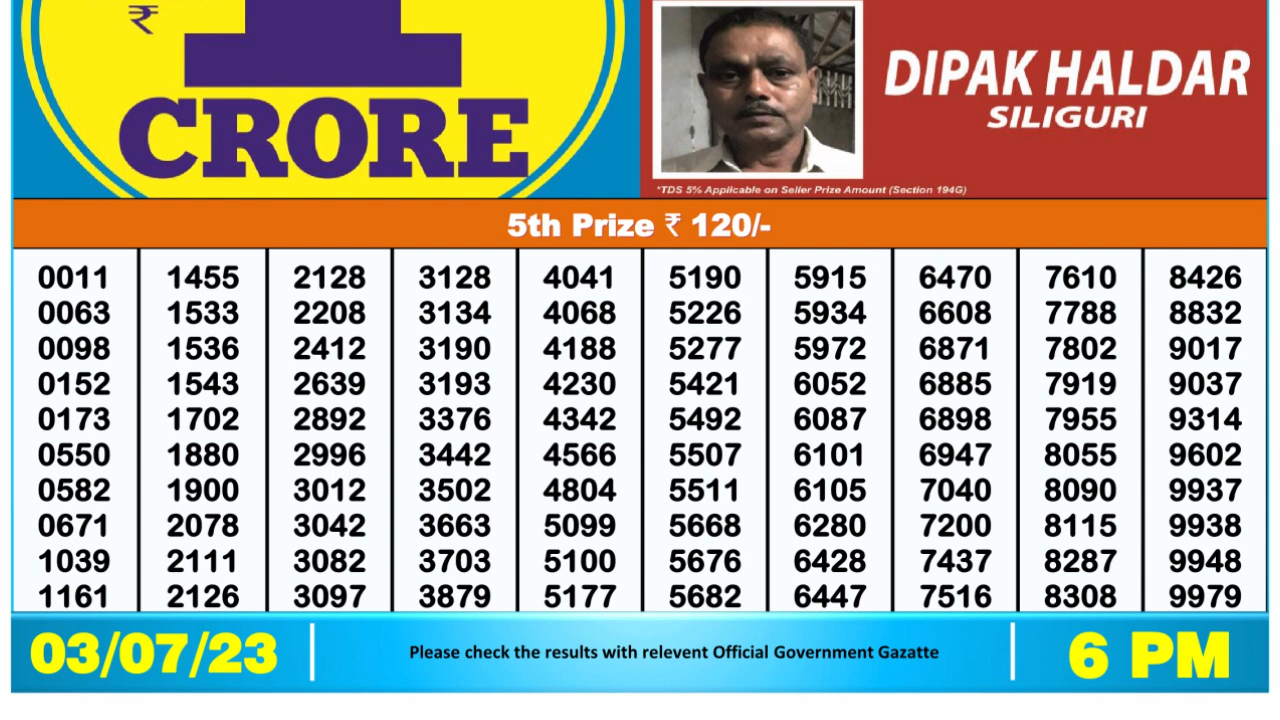 ₹
1
CRORE
DIPAK HALDAR
SILIGURI
*TDS 5% Applicable on Seller Prize Amount (Section 194G)
5th Prize ₹ 120/-
0011 1455 2128 3128 4041 5190 5915 6470 7610 8426
0063 1533 2208 3134 4068 5226 5934 6608 7788 8832
0098 1536 2412 3190 4188 5277 5972 6871 7802 9017
0152 1543 2639 3193 4230 5421 6052 6885 7919 9037
0173 1702 2892 3376 4342 5492 6087 6898 7955 9314
0550 1880 2996 3442 4566 5507 6101 6947 8055 9602
0582 1900 3012 3502 4804 5511 6105 7040 8090 9937
0671 2078 3042 3663 5099 5668 6280 7200 8115 9938
1039 2111 3082 3703 5100 5676 6428 7437 8287 9948
1161 2126 3097 3879 5177 5682 6447 7516 8308 9979
03/07/23
Please check the results with relevent Official Government Gazatte
6 PM